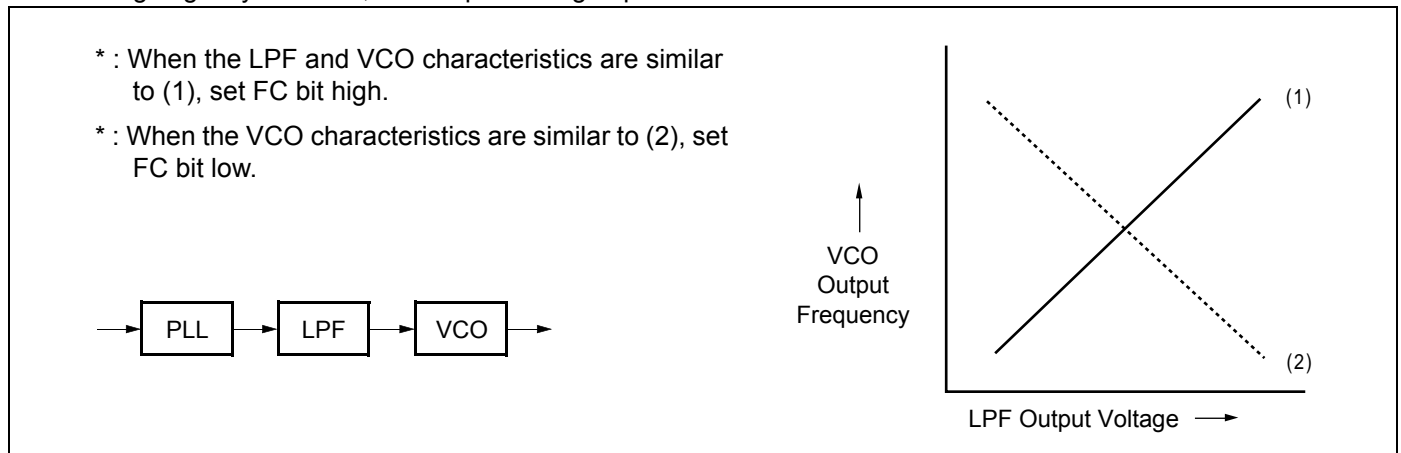 * : When the LPF and VCO characteristics are similar
to (1), set FC bit high.
* : When the VCO characteristics are similar to (2), set
FC bit low.
PLL
LPF
VCO
VCO
Output
Frequency
(1)
(2)
LPF Output Voltage